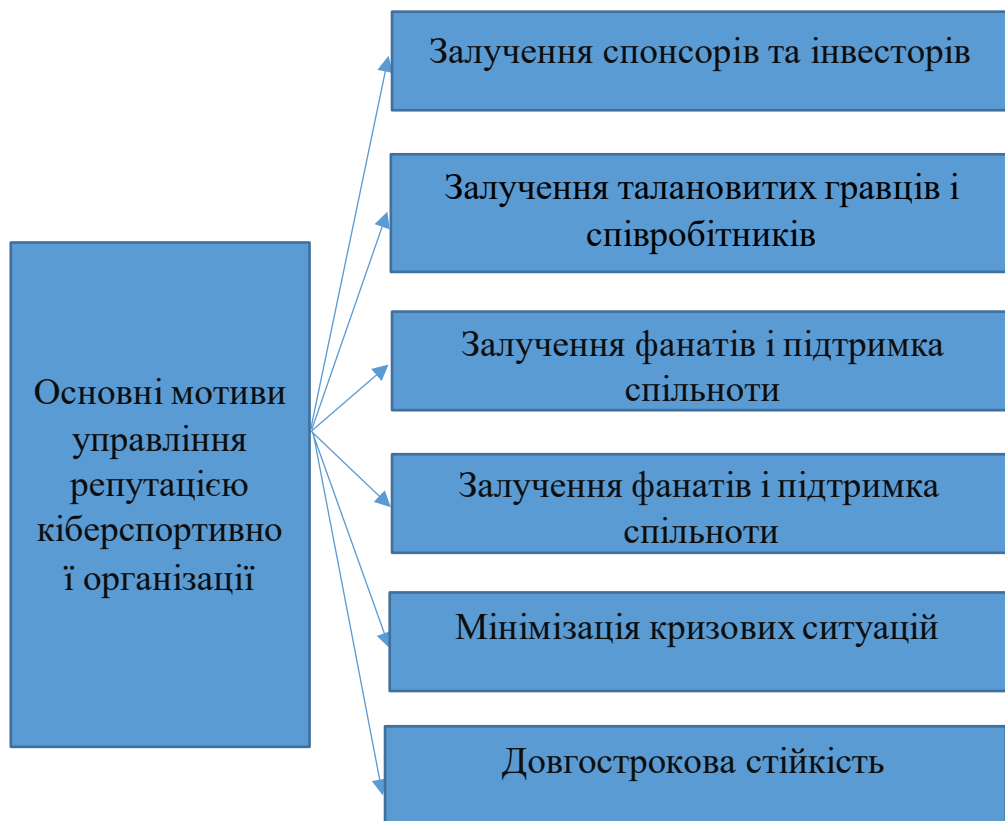 Залучення спонсорів та інвесторів
Залучення талановитих гравців і
співробітників
Залучення фанатів і підтримка
спільноти
Основні мотиви
управління
репутацією
кіберспортивно
ї організації
Залучення фанатів і підтримка
спільноти
Мінімізація кризових ситуацій
Довгострокова стійкість